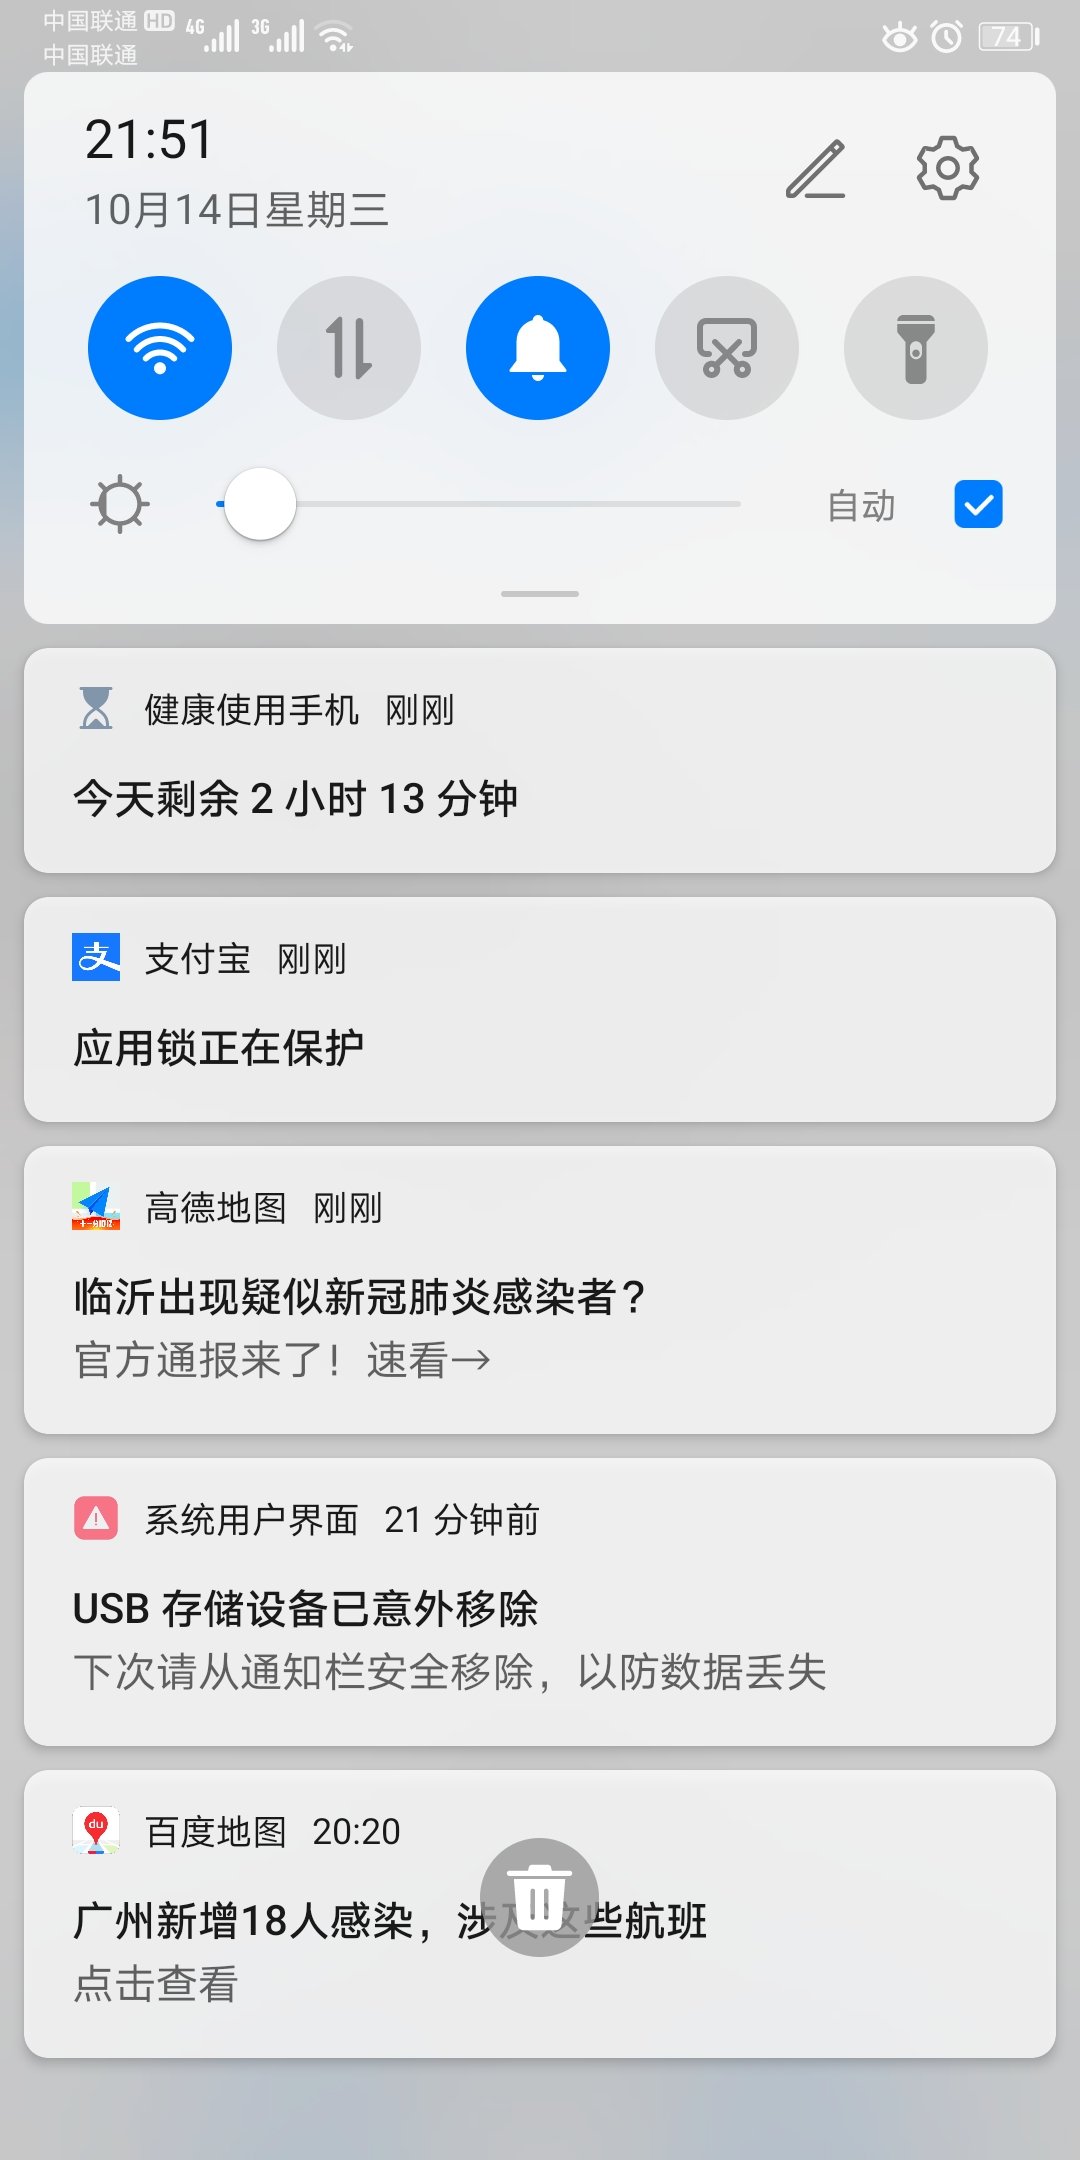 中国联通 HD 4G 3G
中国联通
74
21:51
10月14日星期三
自动
健康使用手机 刚刚
今天剩余 2 小时 13 分钟
支 支付宝 刚刚
应用锁正在保护
高德地图 刚刚
临沂出现疑似新冠肺炎感染者？
官方通报来了！速看→
系统用户界面 21 分钟前
USB 存储设备已意外移除
下次请从通知栏安全移除，以防数据丢失
du 百度地图 20:20
广州新增18人感染，涉及这些航班
点击查看